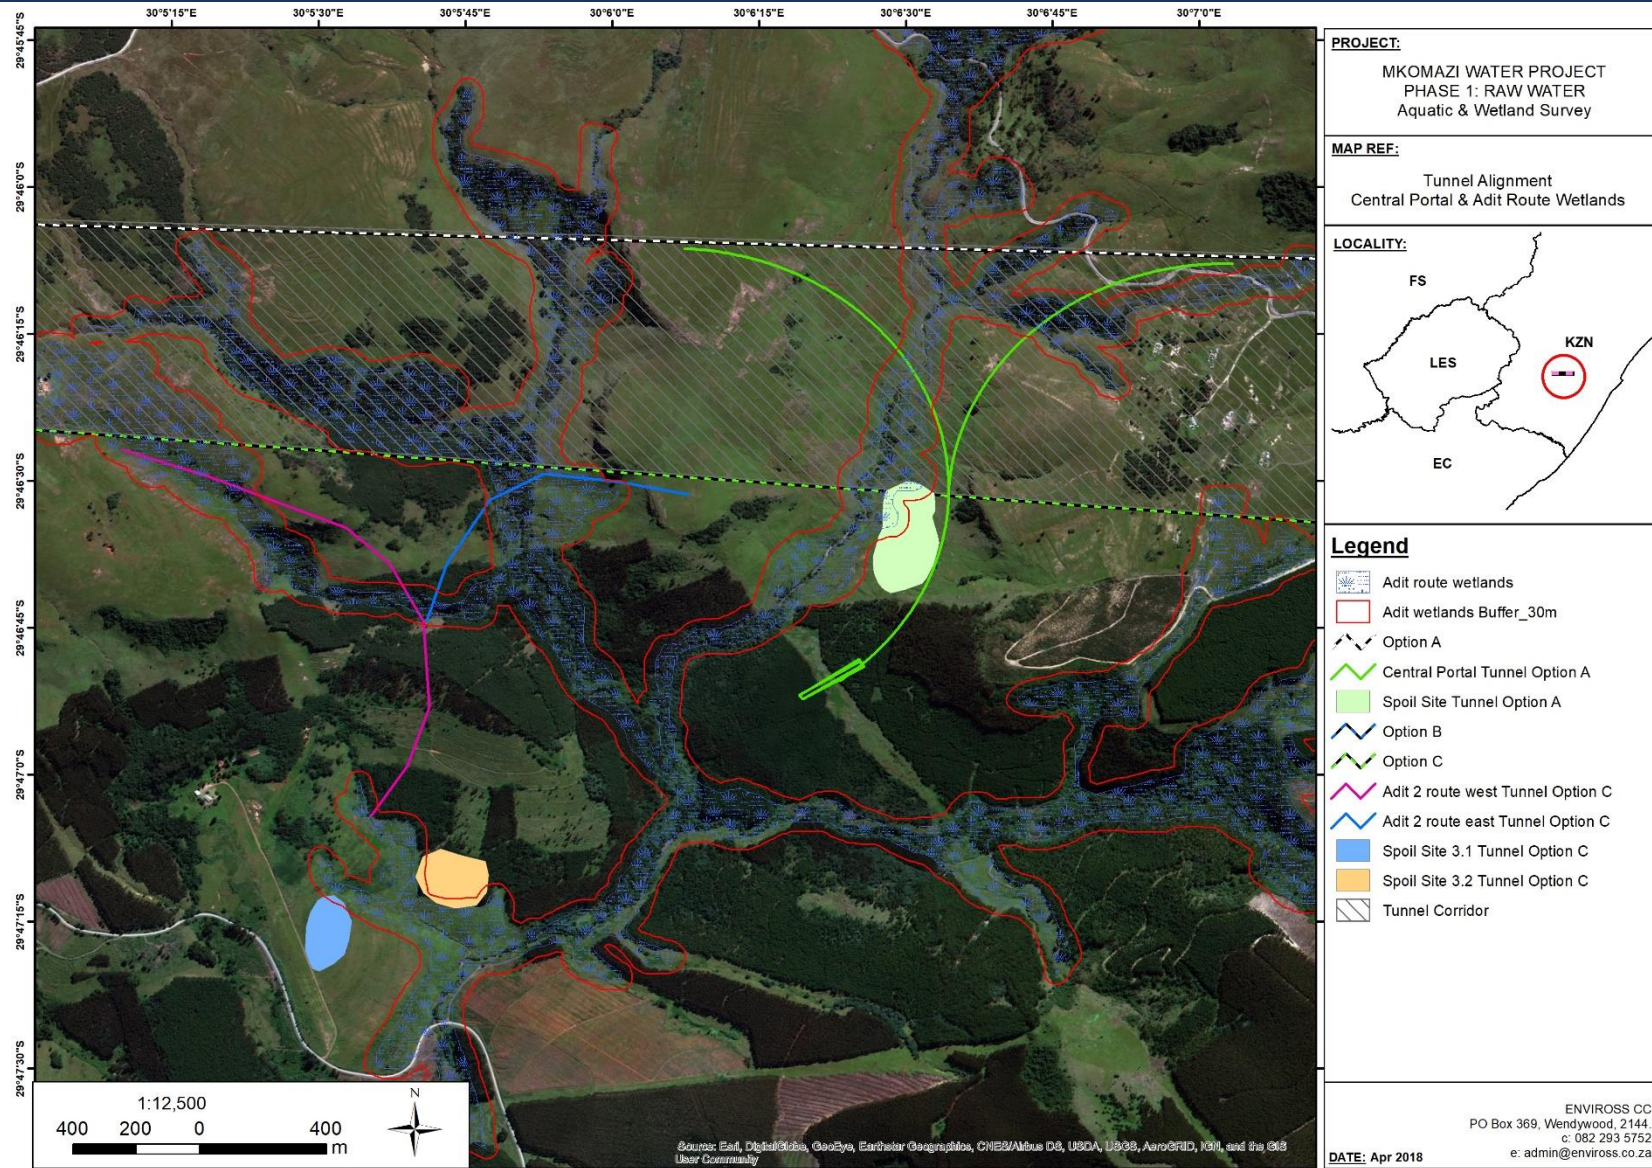 30°5'15"E 30°5'30"E 30°5'45"E 30°6'0"E 30°6'15"E 30°6'30"E 30°6'45"E 30°7'0"E
29°45'45"S
29°46'0"S
29°46'15"S
29°46'30"S
29°46'45"S
29°47'0"S
29°47'15"S
29°47'30"S
1:12,500
400 200 0 400
m
N
Source: Esri, DigitalGlobe, GeoEye, Earthstar Geographics, CNES/Airbus DS, USDA, USGS, AeroGRID, IGN, and the GIS
User Community
PROJECT:
MKOMAZI WATER PROJECT
PHASE 1: RAW WATER
Aquatic & Wetland Survey
MAP REF:
Tunnel Alignment
Central Portal & Adit Route Wetlands
LOCALITY:
FS
KZN
LES
EC
Legend
Adit route wetlands
Adit wetlands Buffer_30m
Option A
Central Portal Tunnel Option A
Spoil Site Tunnel Option A
Option B
Option C
Adit 2 route west Tunnel Option C
Adit 2 route east Tunnel Option C
Spoil Site 3.1 Tunnel Option C
Spoil Site 3.2 Tunnel Option C
Tunnel Corridor
ENVIROSS CC
PO Box 369, Wendywood, 2144.
c: 082 293 5752
e: admin@enviross.co.za
DATE: Apr 2018